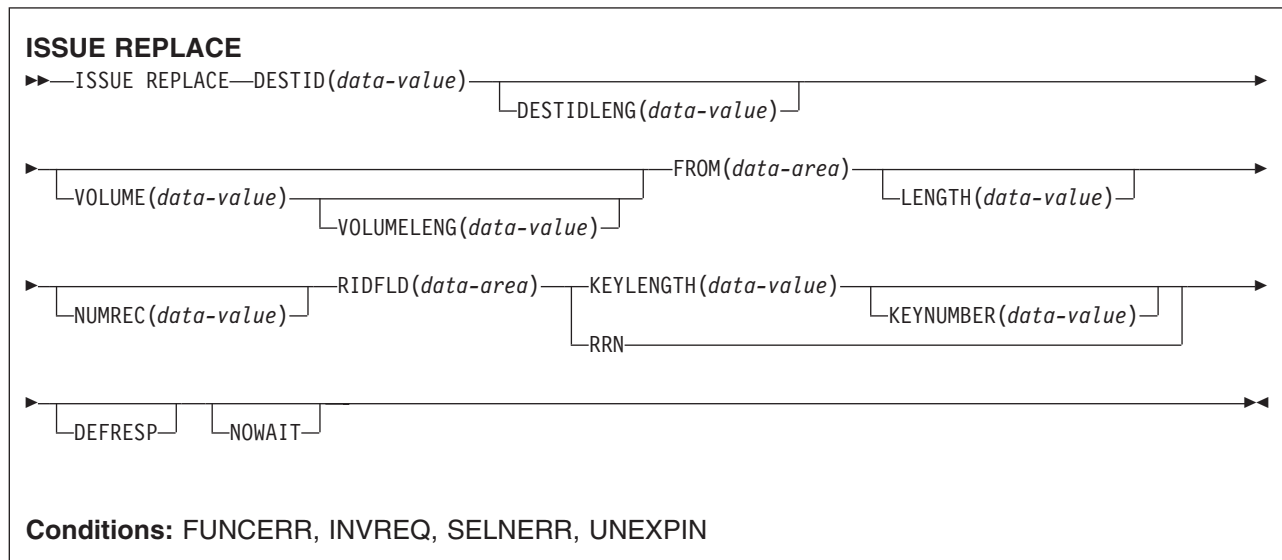 ISSUE REPLACE
ISSUE REPLACE DESTID(data-value)
DESTIDLENG(data-value)
FROM(data-area)
VOLUME(data-value) LENGTH(data-value)
VOLUMELENG(data-value)
RIDFLD(data-area) KEYLENGTH(data-value)
NUMREC(data-value) KEYNUMBER(data-value)
RRN
DEFRESP NOWAIT
Conditions: FUNCERR, INVREQ, SELNERR, UNEXPIN